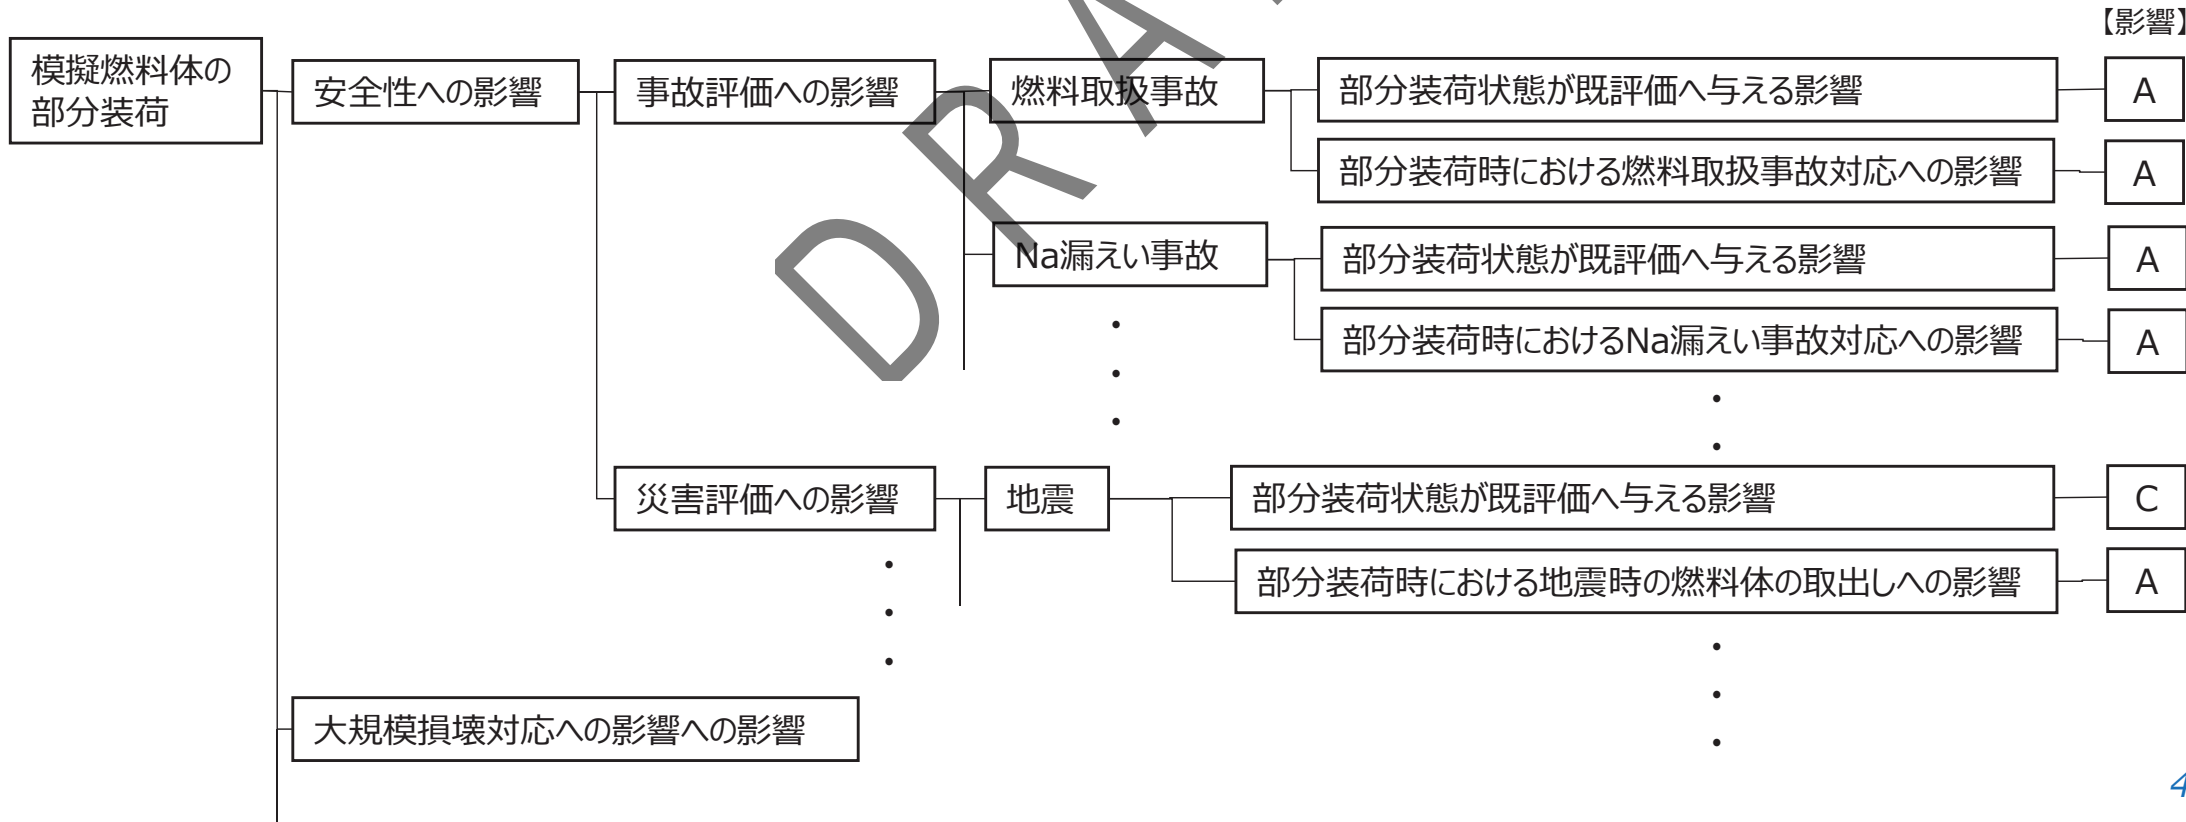 【影響】
模擬燃料体の
部分装荷
安全性への影響
事故評価への影響
燃料取扱事故
部分装荷状態が既評価へ与える影響
A
部分装荷時における燃料取扱事故対応への影響
A
Na漏えい事故
部分装荷状態が既評価へ与える影響
A
部分装荷時におけるNa漏えい事故対応への影響
A
・
・
・
・
・
災害評価への影響
地震
部分装荷状態が既評価へ与える影響
C
部分装荷時における地震時の燃料体の取出しへの影響
A
・
・
・
・
・
・
大規模損壊対応への影響への影響
DRA
4